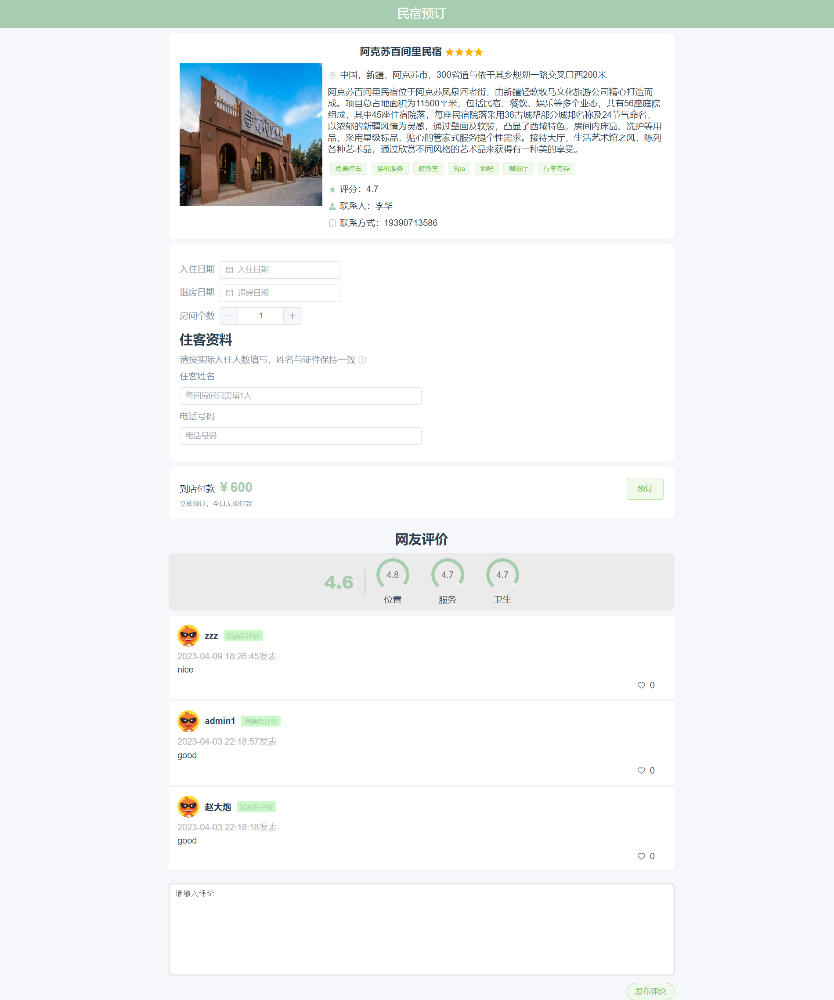 民宿预订
阿克苏百间里民宿
百间里
中国，新疆，阿克苏市，300省道与依干其乡规划一路交叉口西200米
阿克苏百间里民宿位于阿克苏凤泉河老街，由新疆轻歌牧马文化旅游公司精心打造而
成。项目总占地面积为11500平米，包括民宿、餐饮、娱乐等多个业态，共有56座庭院
组成，其中45座住宿院落，每座民宿院落采用36古城帮部分城邦名称及24节气命名，
以浓郁的新疆风情为灵感，通过壁画及软装，凸显了西域特色，房间内床品、洗护等用
品，采用星级标品，贴心的管家式服务提个性需求。接待大厅，生活艺术馆之风，陈列
各种艺术品，通过欣赏不同风格的艺术品来获得有一种美的享受。
免费停车 接机服务 健身室 Spa 酒吧 咖啡厅 行李寄存
评分：4.7
联系人：李华
联系方式：19390713586
入住日期 入住日期
退房日期 退房日期
房间个数 1
住客资料
请按实际入住人数填写，姓名与证件保持一致
住客姓名
每间房间只需填1人
电话号码
电话号码
到店付款 ¥ 600
预订
立即预订，今日无须付款
网友评价
4.6 4.8 4.7 4.7
位置 服务 卫生
zzz 消费后评价
2023-04-09 18:26:45发表
nice
0
admin1 消费后评价
2023-04-03 22:18:57发表
good
0
赵大炮 消费后评价
2023-04-03 22:18:18发表
good
0
请输入评论
发布评论